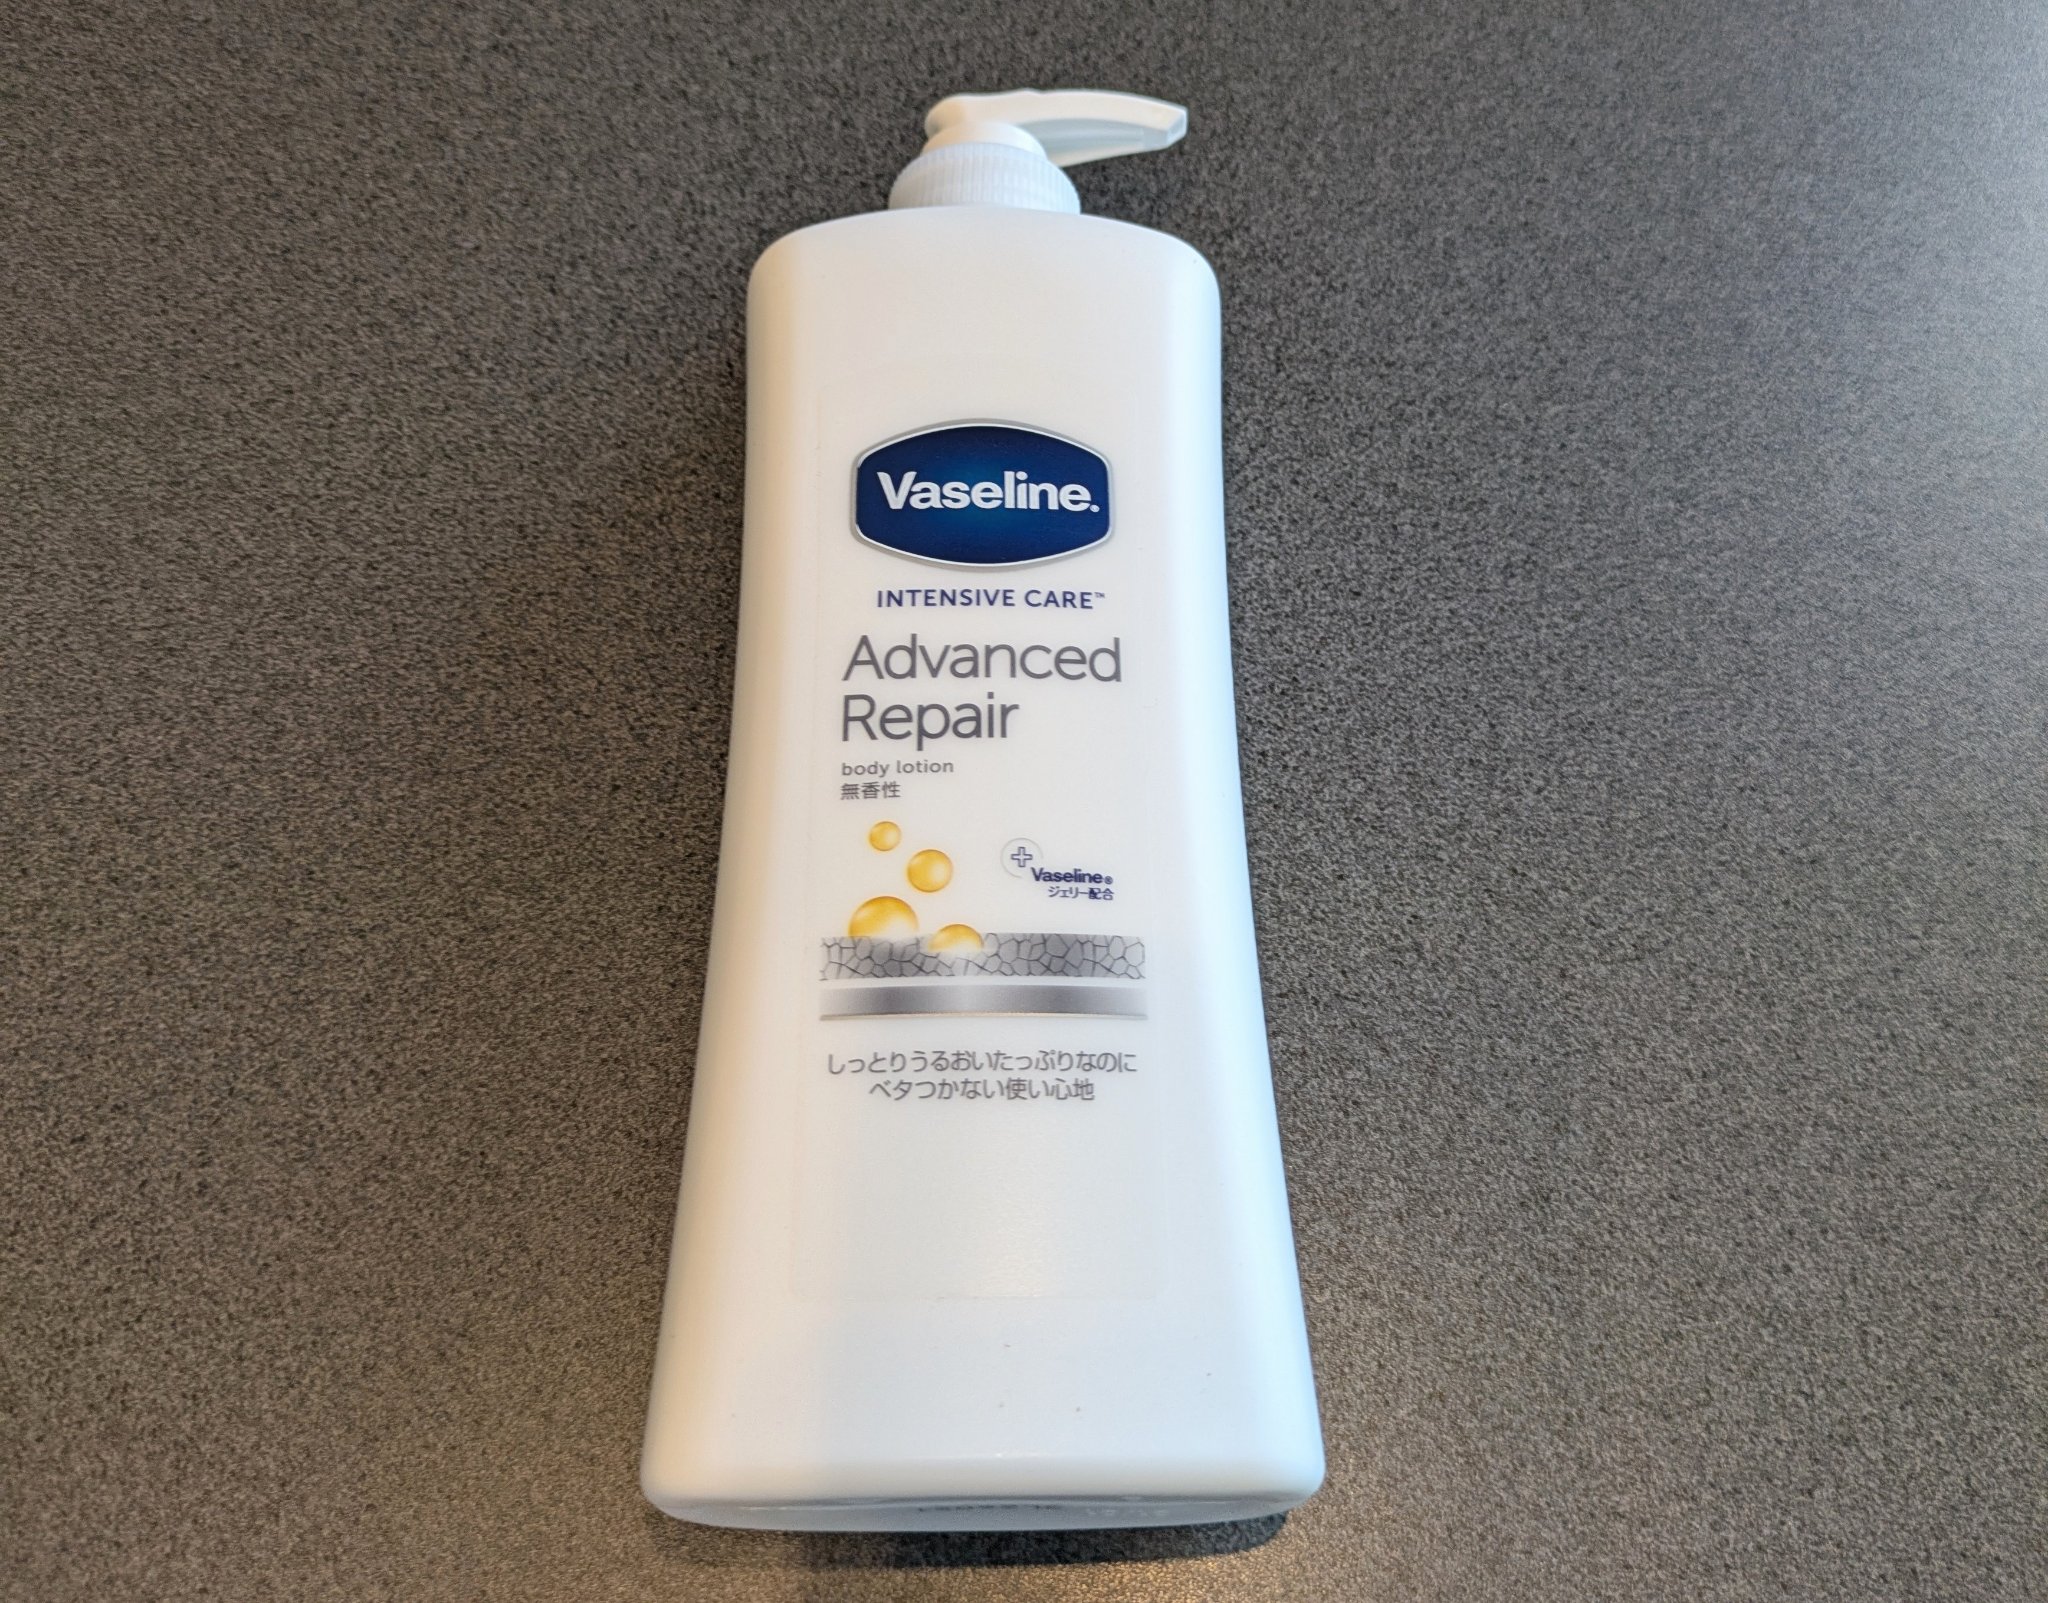 Vaseline®
INTENSIVE CARE™
Advanced
Repair
body lotion
無香性
Vaseline®
ジェリー配合
しっとりうるおいたっぷりなのに
ベタつかない使い心地